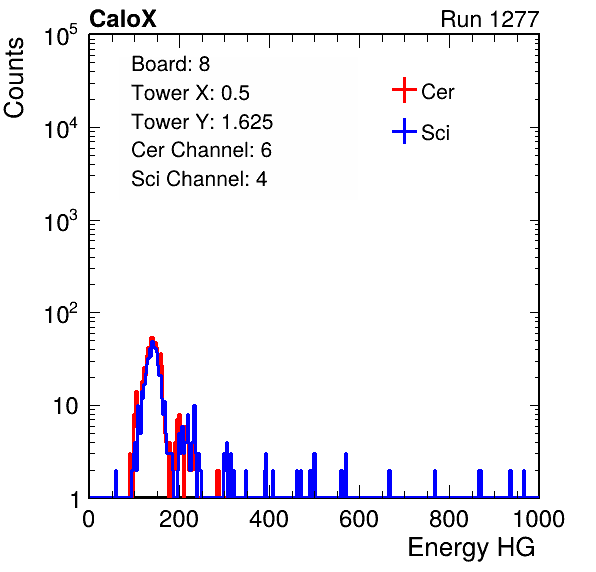 CaloX Run 1277
Counts
Board: 8
Tower X: 0.5
Tower Y: 1.625
Cer Channel: 6
Sci Channel: 4
Cer
Sci
10^5
10^4
10^3
10^2
10
1
0 200 400 600 800 1000
Energy HG